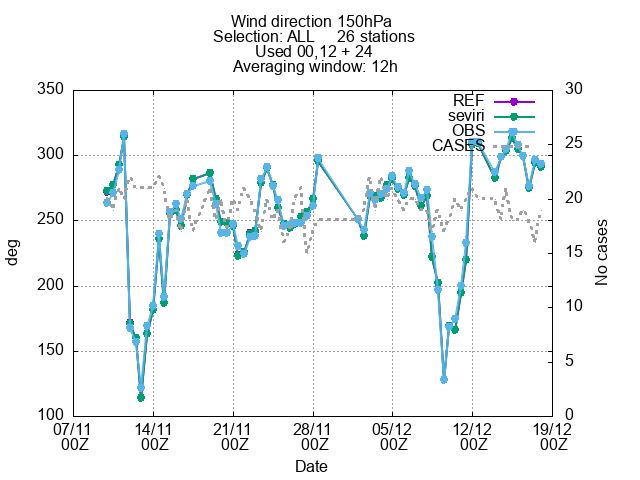 Wind direction 150hPa
Selection: ALL 26 stations
Used 00,12 + 24
Averaging window: 12h
350
300
250
200
150
100
deg
30
25
20
15
10
5
0
No cases
REF
seviri
OBS
CASES
07/11 14/11 21/11 28/11 05/12 12/12 19/12
00Z 00Z 00Z 00Z 00Z 00Z 00Z
Date